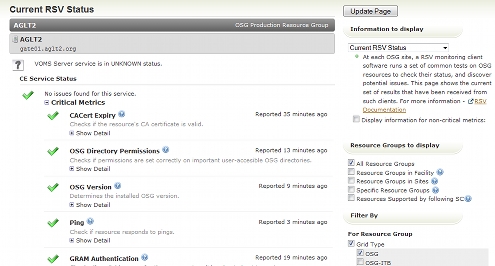 Current RSV Status
AGLT2
OSG Production Resource Group
AGLT2
gate01.aglt2.org
VOMS Server service is in UNKNOWN status.
CE Service Status
No issues found for this service.
Critical Metrics
CACert Expiry
Reported 35 minutes ago
Checks if the resource's CA certificate is valid.
Show Detail
OSG Directory Permissions
Reported 13 minutes ago
Checks if permissions are set correctly on important user-accesible OSG directories.
Show Detail
OSG Version
Reported 9 minutes ago
Determines the installed OSG version.
Show Detail
Ping
Reported 3 minutes ago
Check if resource responds to pings.
Show Detail
GRAM Authentication
Reported 19 minutes ago
Update Page
Information to display
Current RSV Status
At each OSG site, a RSV monitoring client
software runs a set of common tests on OSG
resources to check their status, and discover
potential issues. This page shows the current
set of results that have been received from
such clients. For more information - RSV
Documentation
Display information for non-critical metrics:
Resource Groups to display
All Resource Groups
Resource Groups in Facility
Resource Groups in Sites
Specific Resource Groups
Resources Supported by following SC
Filter By
For Resource Group
Grid Type
OSG
OSG-ITB